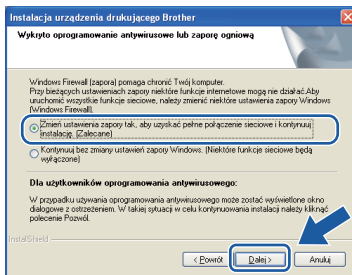 Instalacja urządzenia drukującego Brother
Wykryto oprogramowanie antywirusowe lub zaporę ogniową
Windows Firewall (zapora) pomaga chronić Twój komputer.
Przy bieżących ustawieniach zapory niektóre funkcje internetowe mogą nie działać. Aby
uruchomić wszystkie funkcje sieciowe, należy zmienić niektóre ustawienia zapory Windows
(Windows Firewall).
Zmień ustawienia zapory tak, aby uzyskać pełne połączenie sieciowe i kontynuuj
instalację. (Zalecane)
Kontynuuj bez zmiany ustawień zapory Windows. (Niektóre funkcje sieciowe będą
wyłączone)
Dla użytkowników oprogramowania antywirusowego:
W przypadku używania oprogramowania antywirusowego może zostać wyświetlone okno
dialogowe z ostrzeżeniem. W takiej sytuacji w celu kontynuowania instalacji należy kliknąć
polecenie Pozwól.
InstallShield
< Powrót
Dalej >
Anuluj